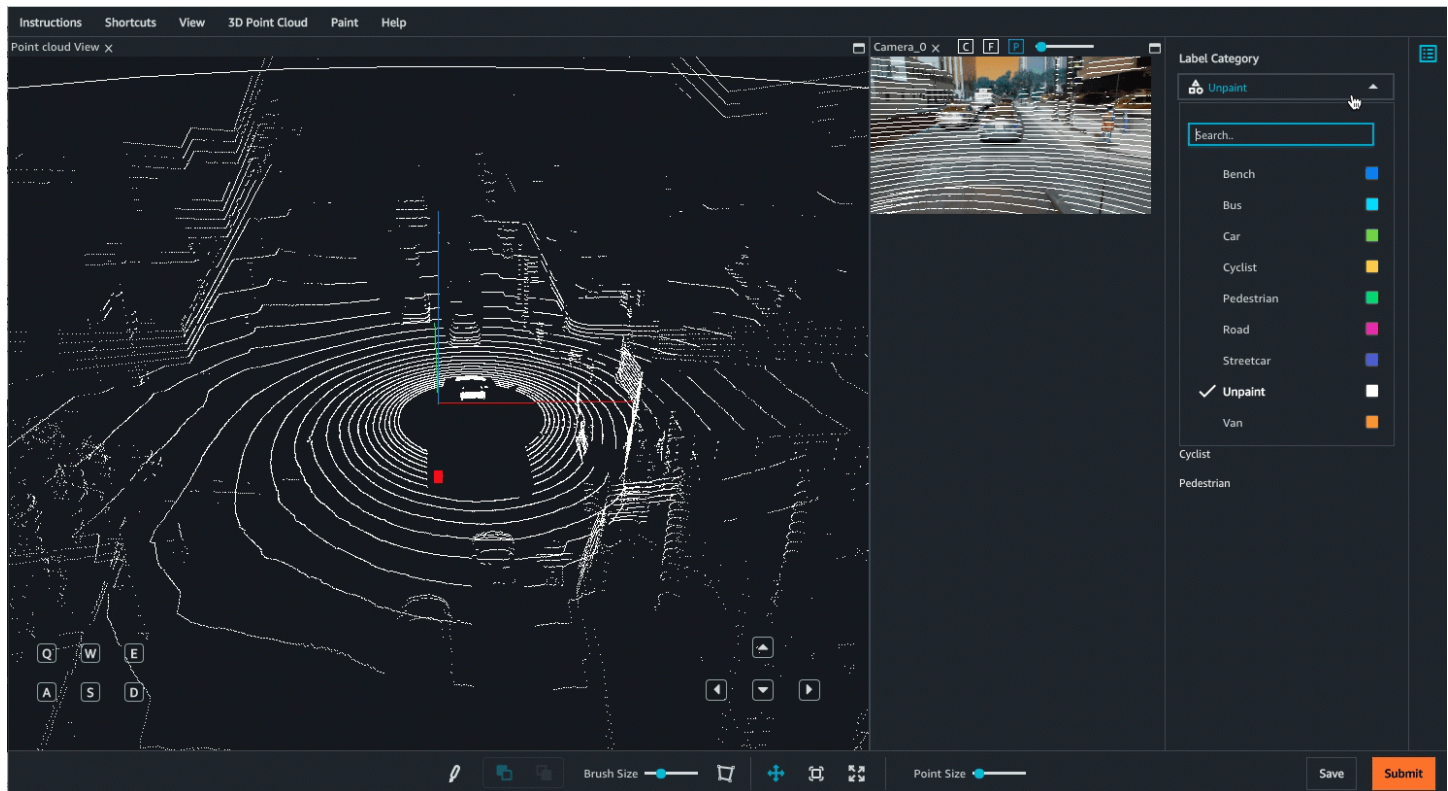 Instructions Shortcuts View 3D Point Cloud Paint Help
Point cloud View
Camera_0
C F P
Label Category
Unpaint
Search..
Bench
Bus
Car
Cyclist
Pedestrian
Road
Streetcar
Unpaint
Van
Cyclist
Pedestrian
Q W E
A S D
Brush Size
Point Size
Save
Submit